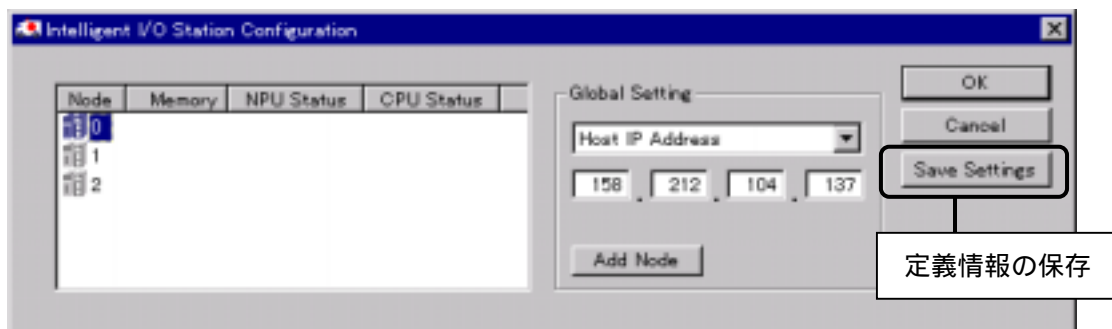 Intelligent I/O Station Configuration
Node Memory NPU Status CPU Status
0
1
2
Global Setting
Host IP Address
158 . 212 . 104 . 137
Add Node
OK
Cancel
Save Settings
定義情報の保存